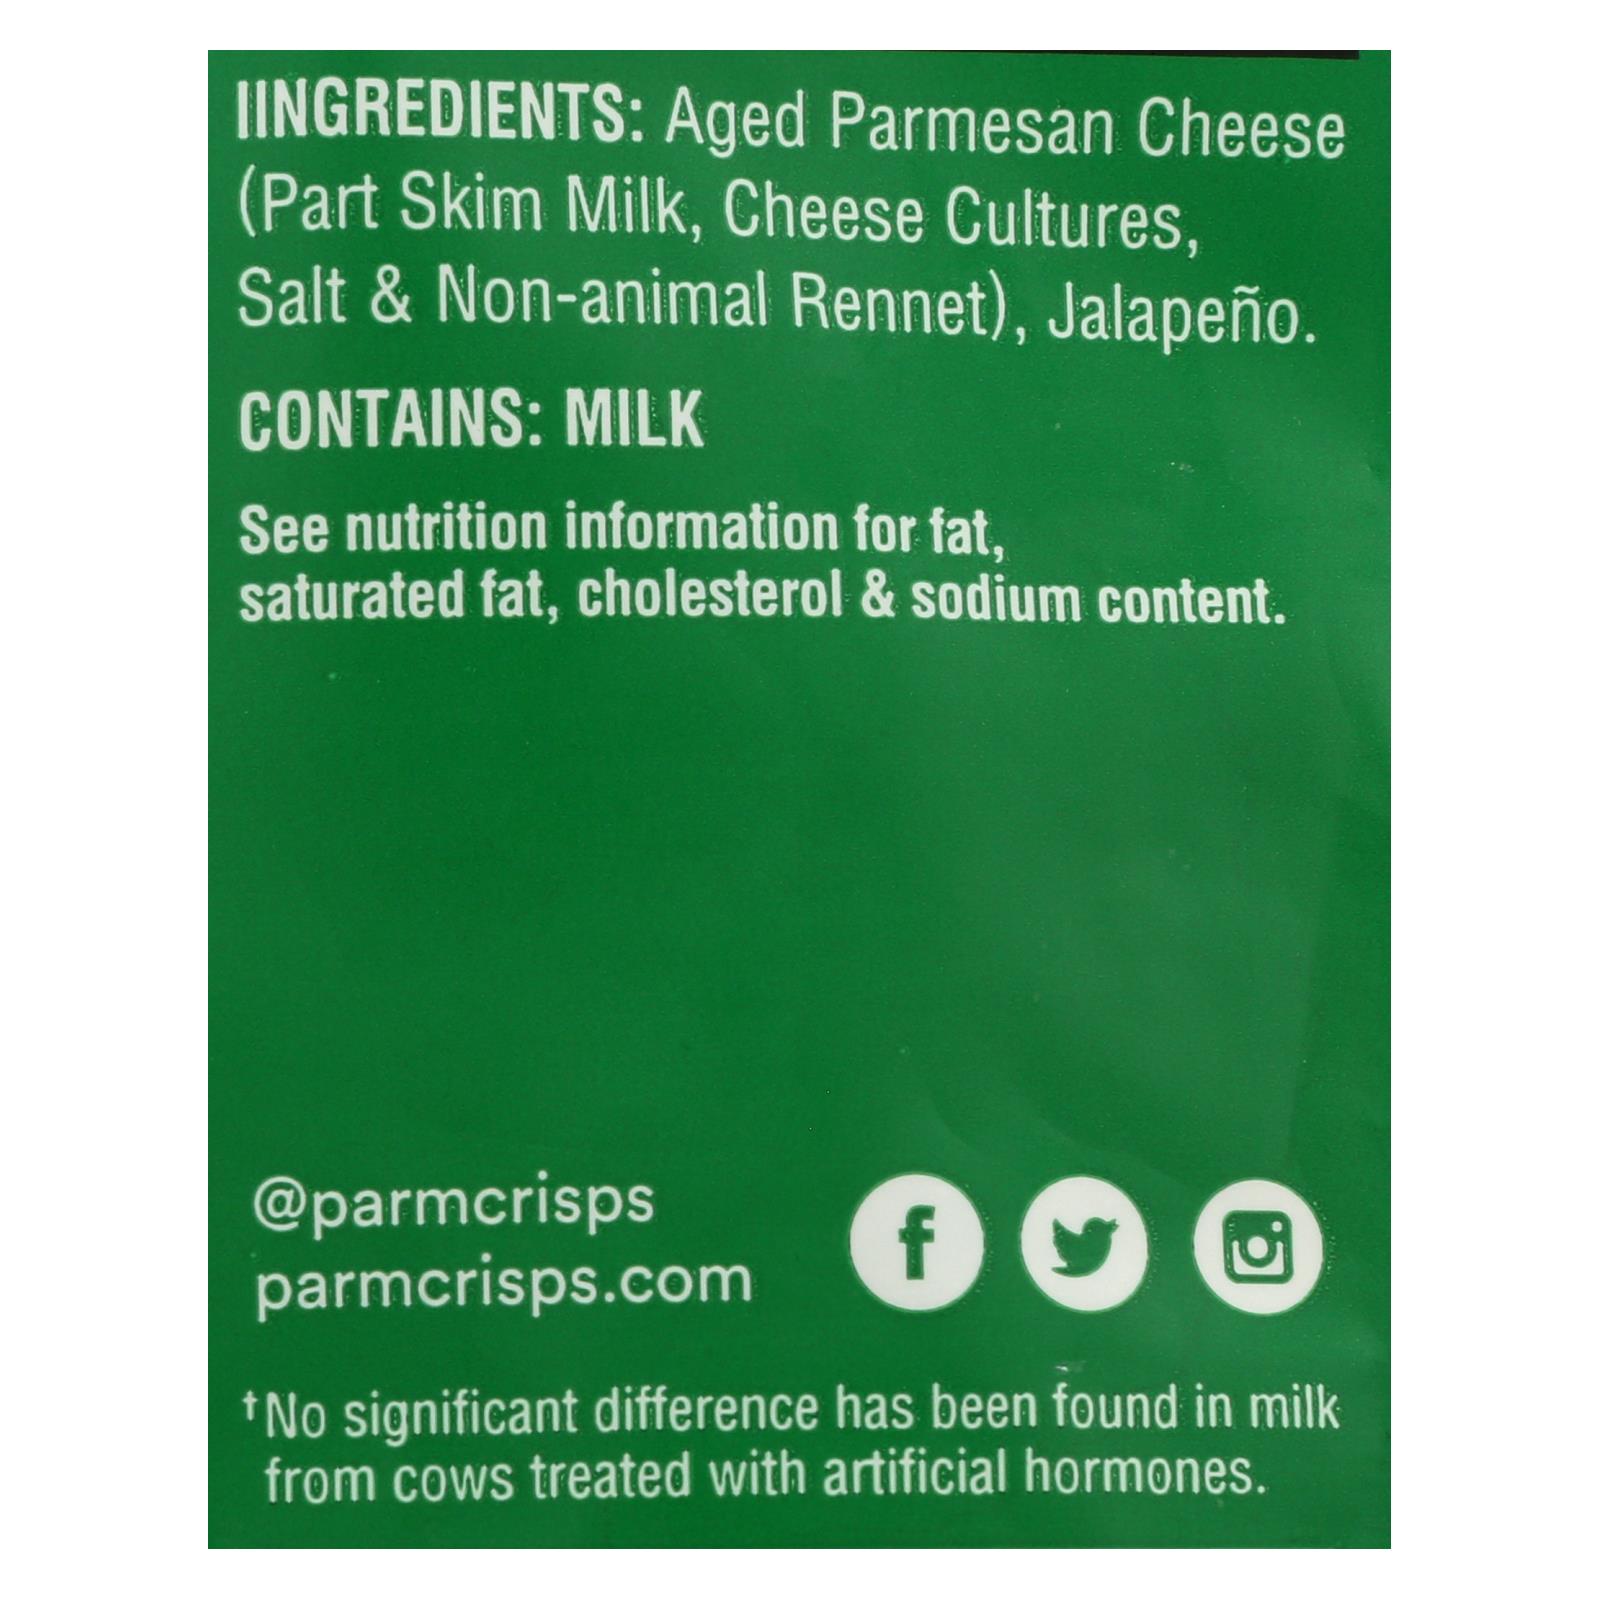 IINGREDIENTS: Aged Parmesan Cheese
(Part Skim Milk, Cheese Cultures,
Salt & Non-animal Rennet), Jalapeño.
CONTAINS: MILK
See nutrition information for fat,
saturated fat, cholesterol & sodium content.
@parmcrisps
parmcrisps.com
†No significant difference has been found in milk
from cows treated with artificial hormones.